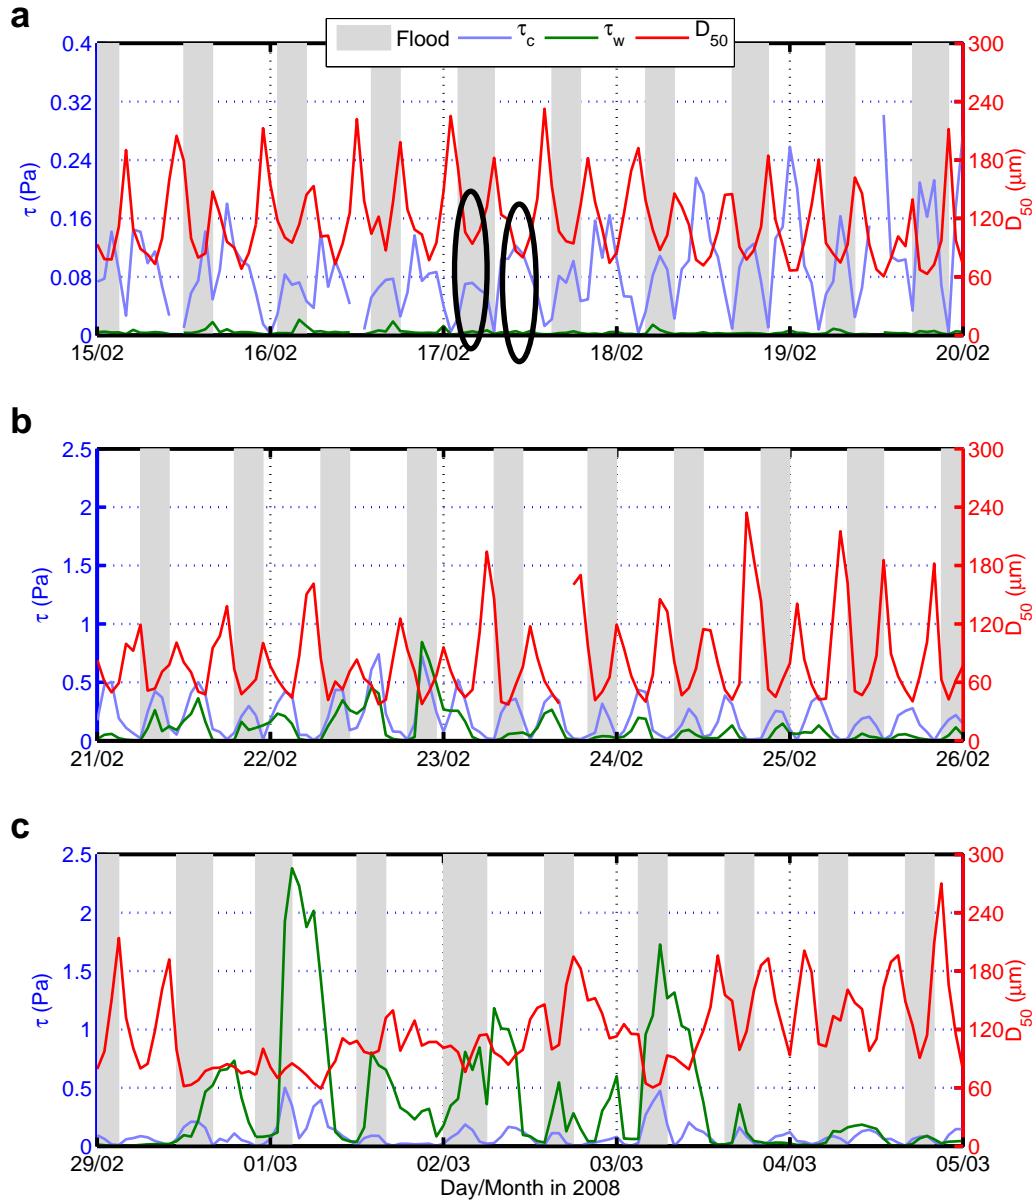 a
Flood τc τw D50
0.4 300
0.32 240
0.24 180
0.16 120
0.08 60
0 0
τ (Pa)
D50 (μm)
15/02 16/02 17/02 18/02 19/02 20/02
b
2.5 300
2 240
1.5 180
1 120
0.5 60
0 0
τ (Pa)
D50 (μm)
21/02 22/02 23/02 24/02 25/02 26/02
c
2.5 300
2 240
1.5 180
1 120
0.5 60
0 0
τ (Pa)
D50 (μm)
29/02 01/03 02/03 03/03 04/03 05/03
Day/Month in 2008